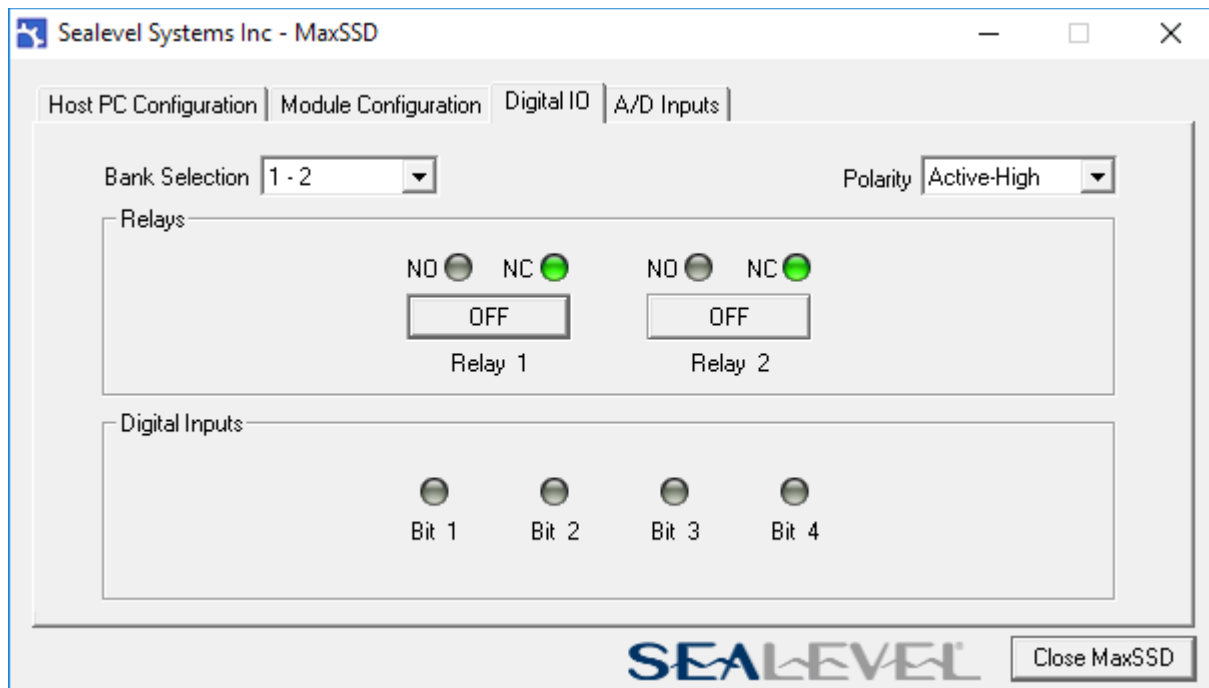 Sealevel Systems Inc - MaxSSD
Host PC Configuration Module Configuration Digital IO A/D Inputs
Bank Selection 1 - 2 Polarity Active-High
Relays
NO NC NO NC
OFF OFF
Relay 1 Relay 2
Digital Inputs
Bit 1 Bit 2 Bit 3 Bit 4
SEALEVEL Close MaxSSD